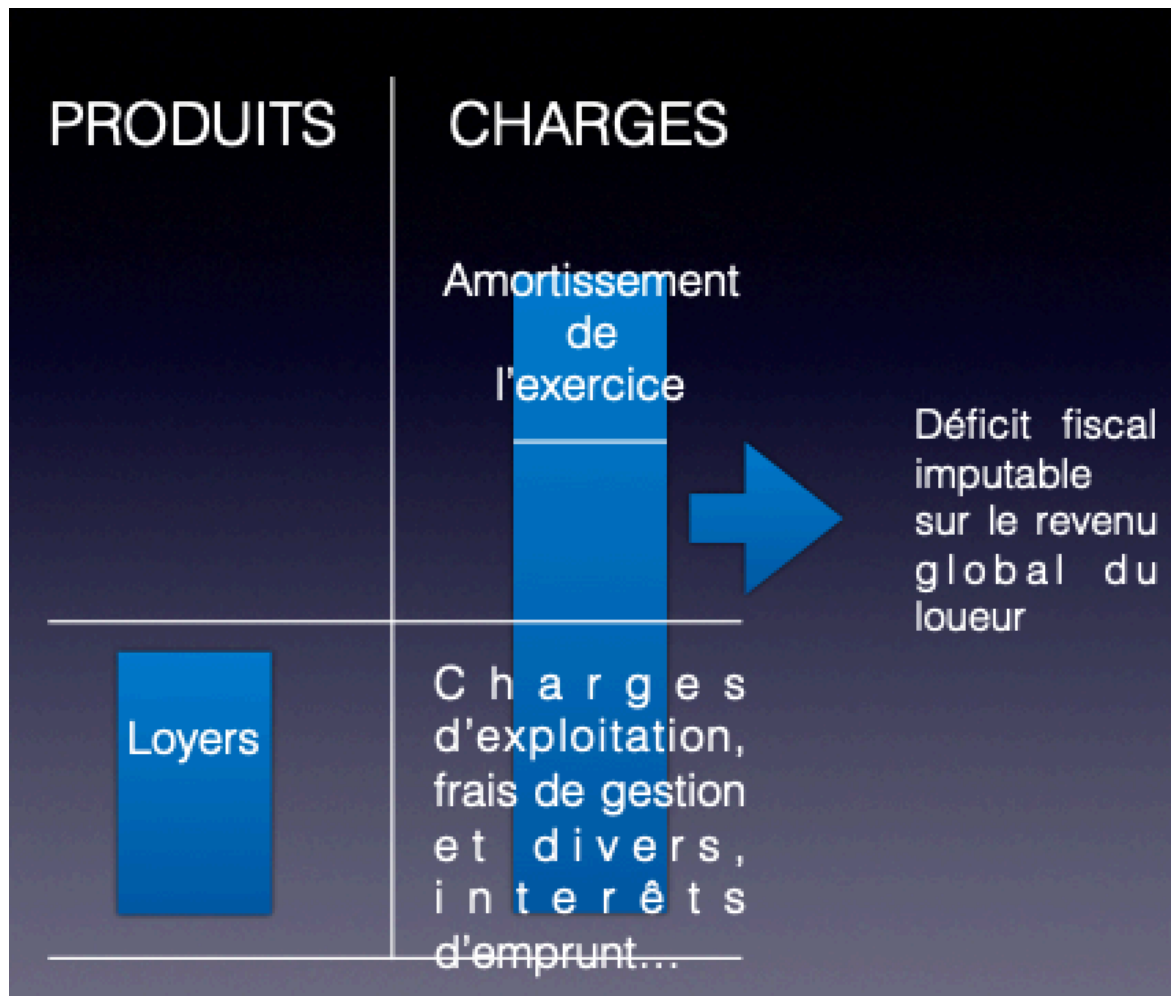 PRODUITS
CHARGES
Amortissement
de
l'exercice
Déficit fiscal
imputable
sur le revenu
global du
loueur
Loyers
Charges
d'exploitation,
frais de gestion
et divers,
interêts
d'emprunt…